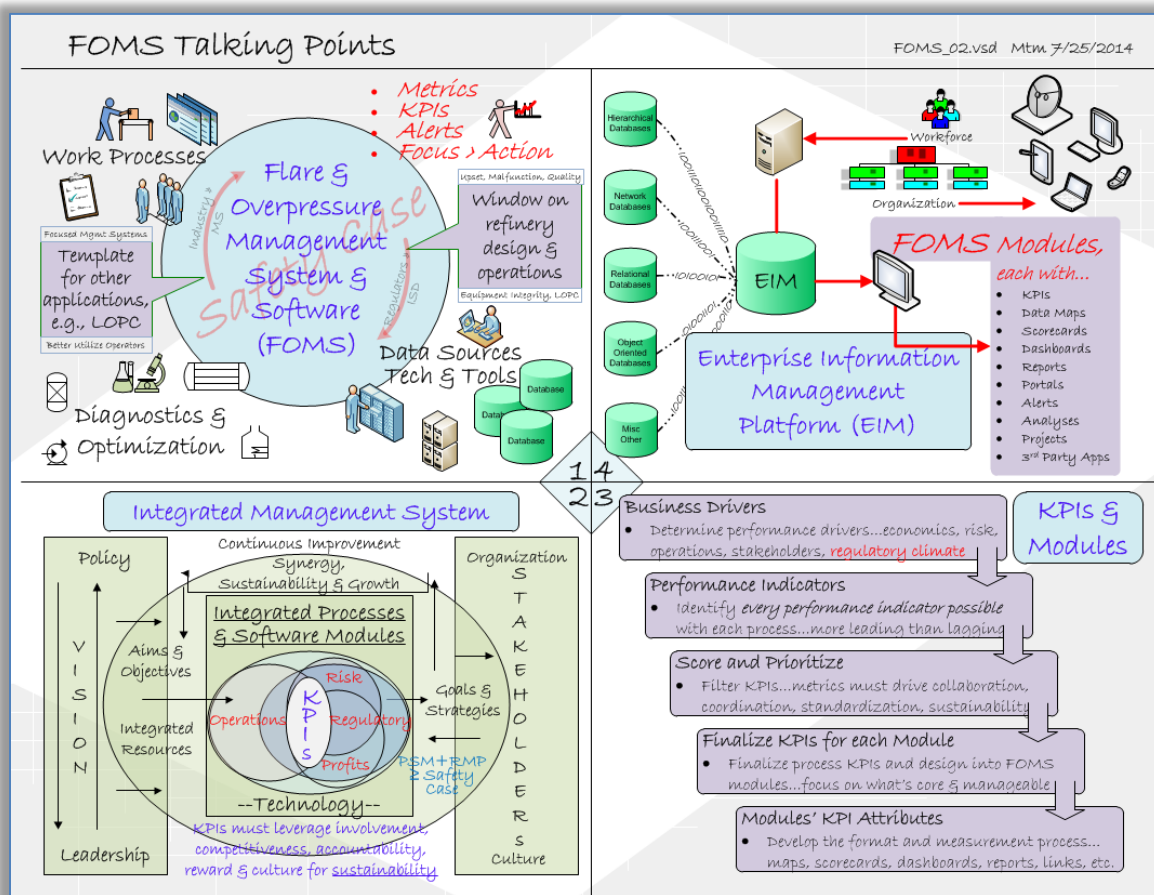 FOMS Talking Points
FOMS_02.vsd Mtm 7/25/2014
• Metrics
• KPIs
• Alerts
• Focus > Action
Work Processes
Flare &
Overpressure
Management
System &
Software
(FOMS)
Safety Case
Industry »
MS
Regulators »
ISD
Focused Mgmt Systems
Template
for other
applications,
e.g., LOPC
Better Utilize Operators
Upset, Malfunction, Quality
Window on
refinery
design &
operations
Equipment Integrity, LOPC
Data Sources
Tech & Tools
Database
Database
Diagnostics &
Optimization
Hierarchical
Databases
Network
Databases
Relational
Databases
Object
Oriented
Databases
Misc
Other
10011001
10100101
EIM
Workforce
Organization
FOMS Modules,
each with...
• KPIs
• Data Maps
• Scorecards
• Dashboards
• Reports
• Portals
• Alerts
• Analyses
• Projects
• 3rd Party Apps
Enterprise Information
Management
Platform (EIM)
1 4
2 3
Integrated Management System
Policy
VISION
Leadership
Continuous Improvement
Synergy,
Sustainability & Growth
Organization
STAKEHOLDERS
Culture
Aims &
Objectives
Integrated
Resources
Integrated Processes
& Software Modules
Operations
KPIs
Risk
Regulatory
Profits
Goals &
Strategies
PSM+RMP
≥ Safety
Case
--Technology--
KPIs must leverage involvement,
competitiveness, accountability,
reward & culture for sustainability
KPIs &
Modules
Business Drivers
• Determine performance drivers...economics, risk,
operations, stakeholders, regulatory climate
Performance Indicators
• Identify every performance indicator possible
with each process...more leading than lagging
Score and Prioritize
• Filter KPIs...metrics must drive collaboration,
coordination, standardization, sustainability
Finalize KPIs for each Module
• Finalize process KPIs and design into FOMS
modules...focus on what's core & manageable
Modules' KPI Attributes
• Develop the format and measurement process...
maps, scorecards, dashboards, reports, links, etc.